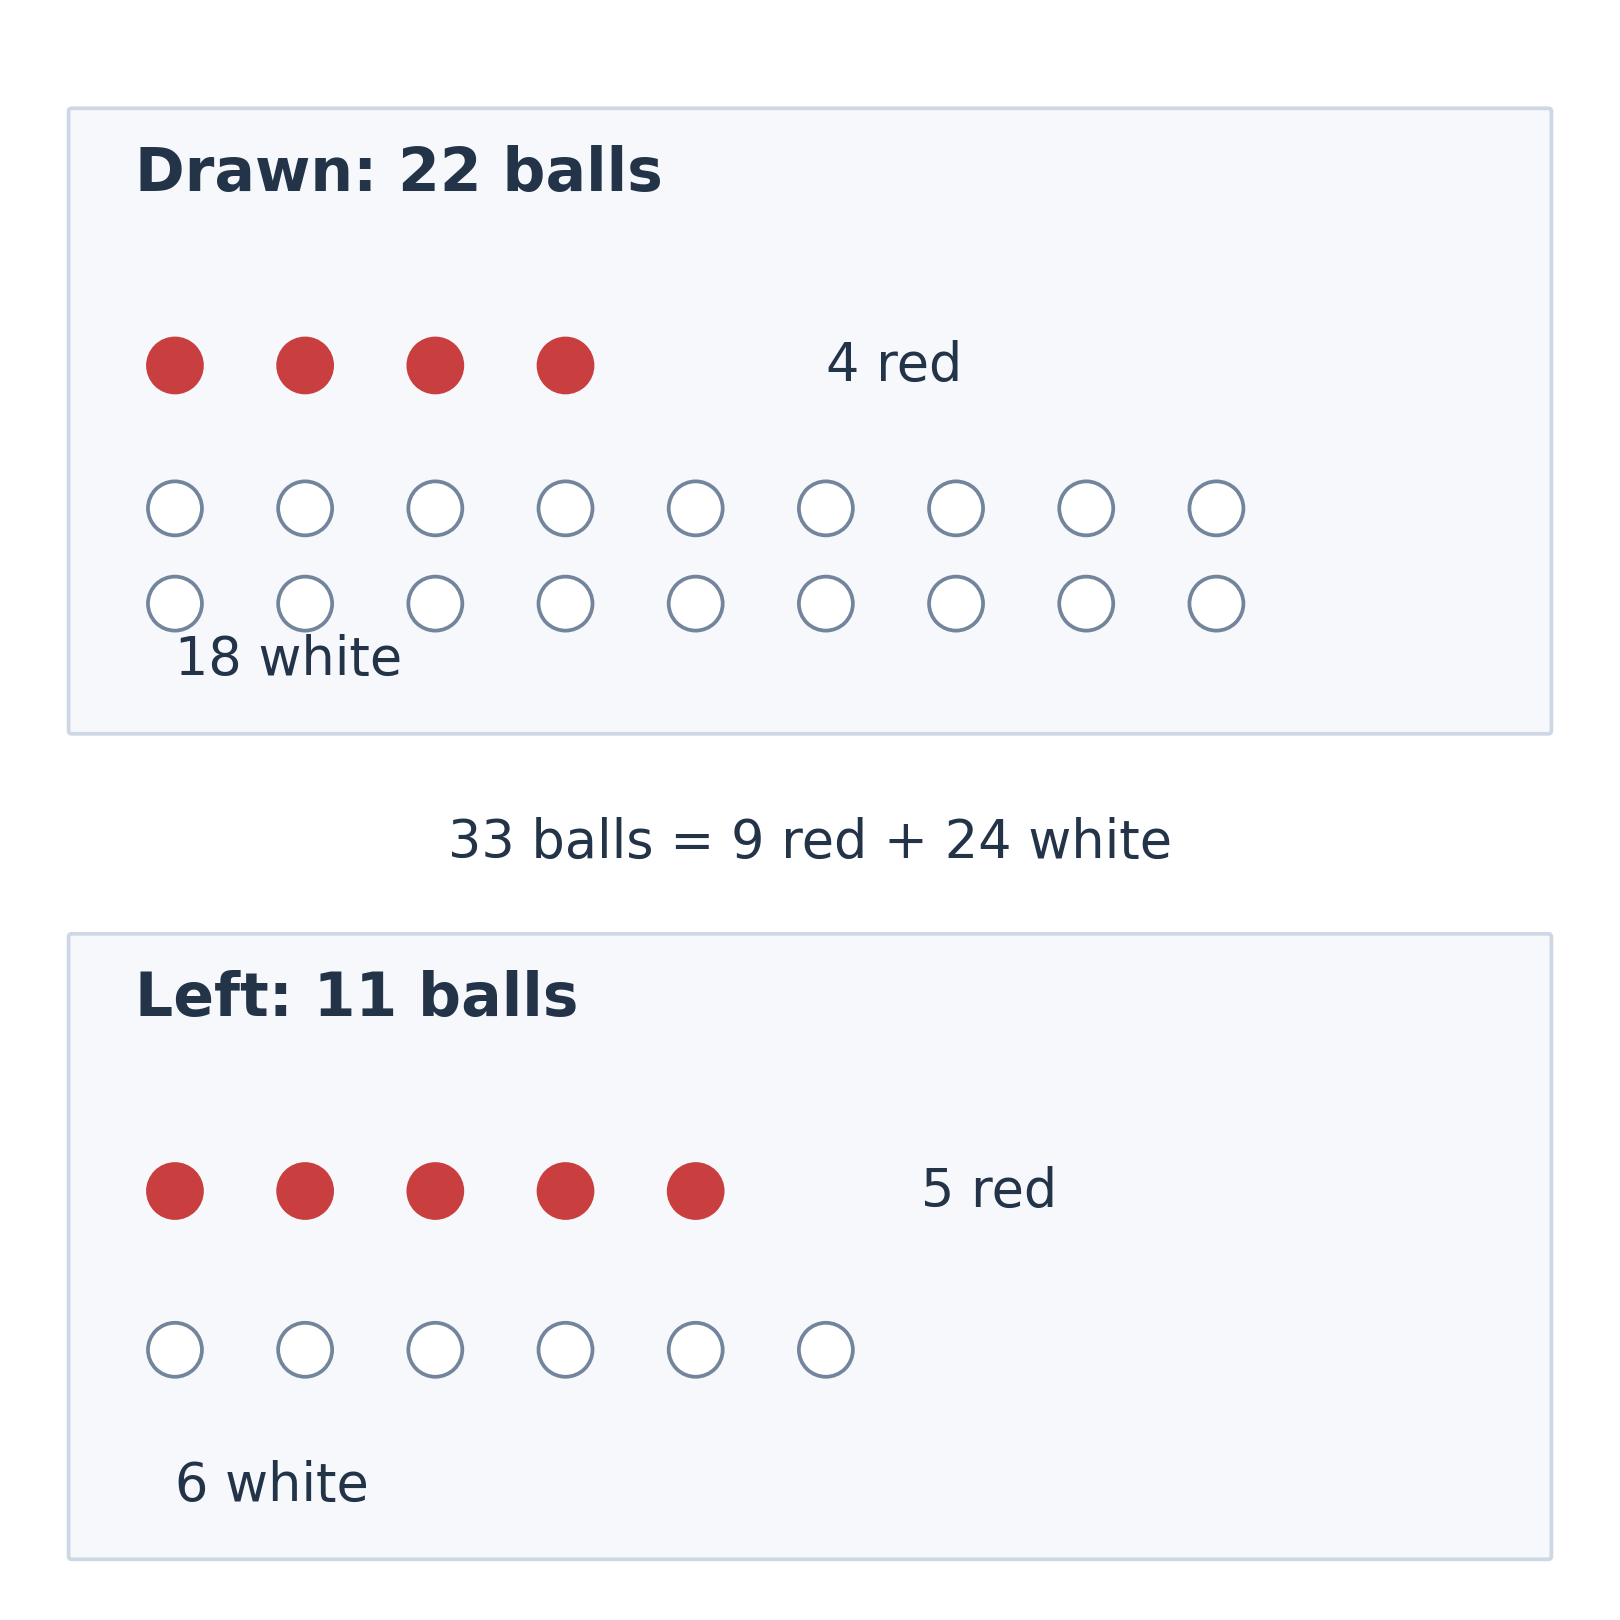 Drawn: 22 balls
4 red
18 white
33 balls = 9 red + 24 white
Left: 11 balls
5 red
6 white